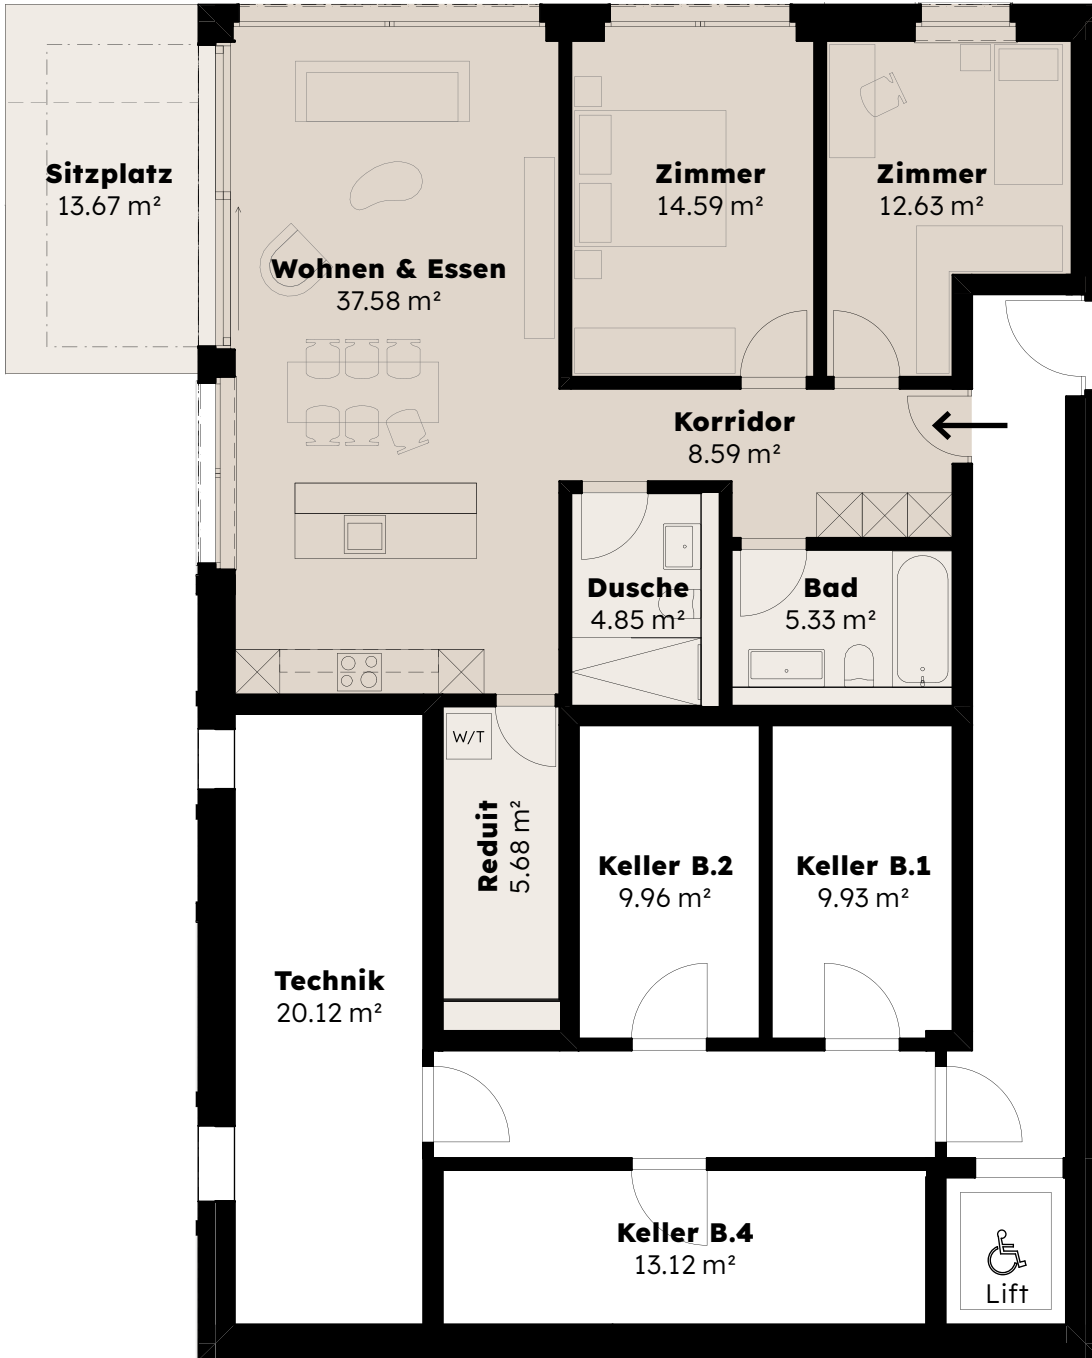 Sitzplatz
13.67 m²
Zimmer
14.59 m²
Zimmer
12.63 m²
Wohnen & Essen
37.58 m²
Korridor
8.59 m²
Dusche
4.85 m²
Bad
5.33 m²
W/T
Reduit
5.68 m²
Keller B.2
9.96 m²
Keller B.1
9.93 m²
Technik
20.12 m²
Keller B.4
13.12 m²
Lift